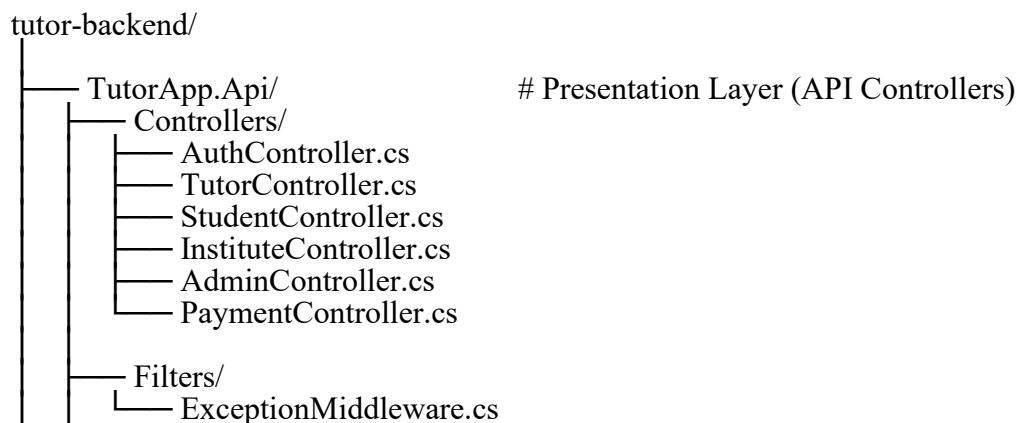 tutor-backend/
TutorApp.Api/ # Presentation Layer (API Controllers)
Controllers/
AuthController.cs
TutorController.cs
StudentController.cs
InstituteController.cs
AdminController.cs
PaymentController.cs
Filters/
ExceptionMiddleware.cs